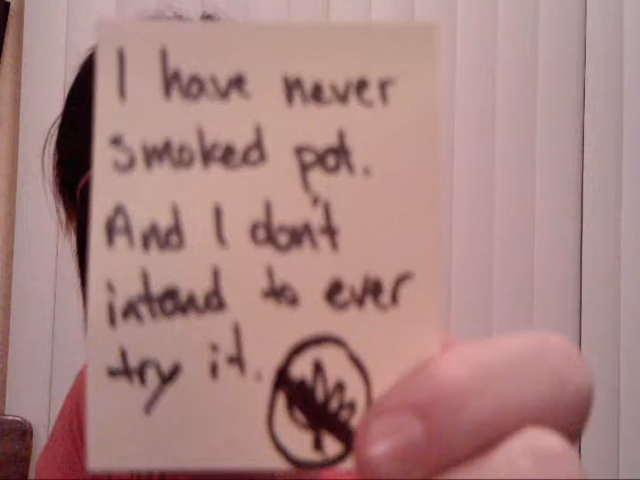 I have never
smoked pot.
And I don't
intend to ever
try it.